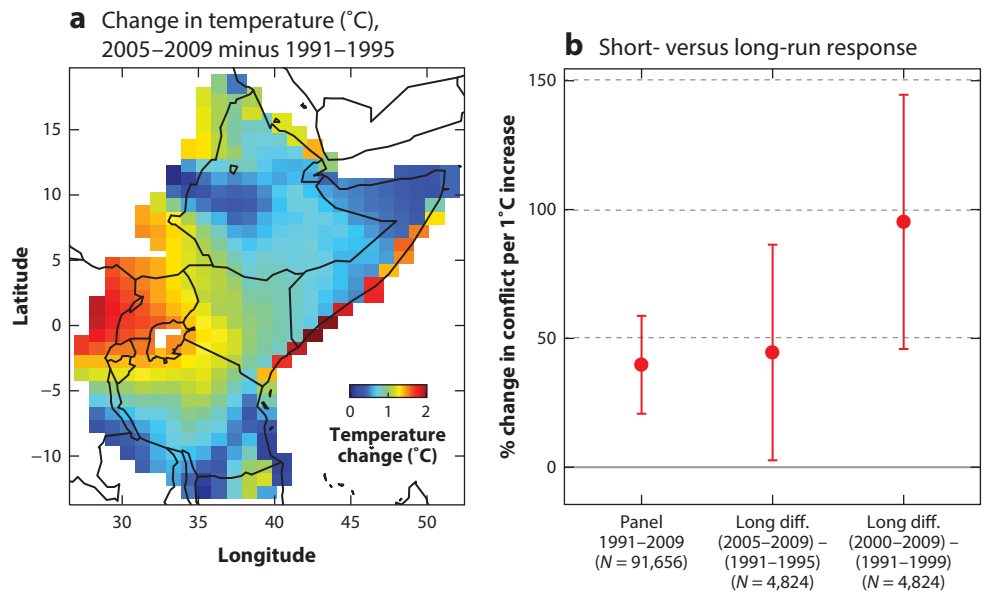 a Change in temperature (˚C),
2005–2009 minus 1991–1995
15
10
5
0
−5
−10
Latitude
30
35
40
45
50
Longitude
0
1
2
Temperature
change (˚C)
b Short- versus long-run response
150
100
50
0
% change in conflict per 1˚C increase
Panel
1991–2009
(N = 91,656)
Long diff.
(2005–2009) –
(1991–1995)
(N = 4,824)
Long diff.
(2000–2009) –
(1991–1999)
(N = 4,824)